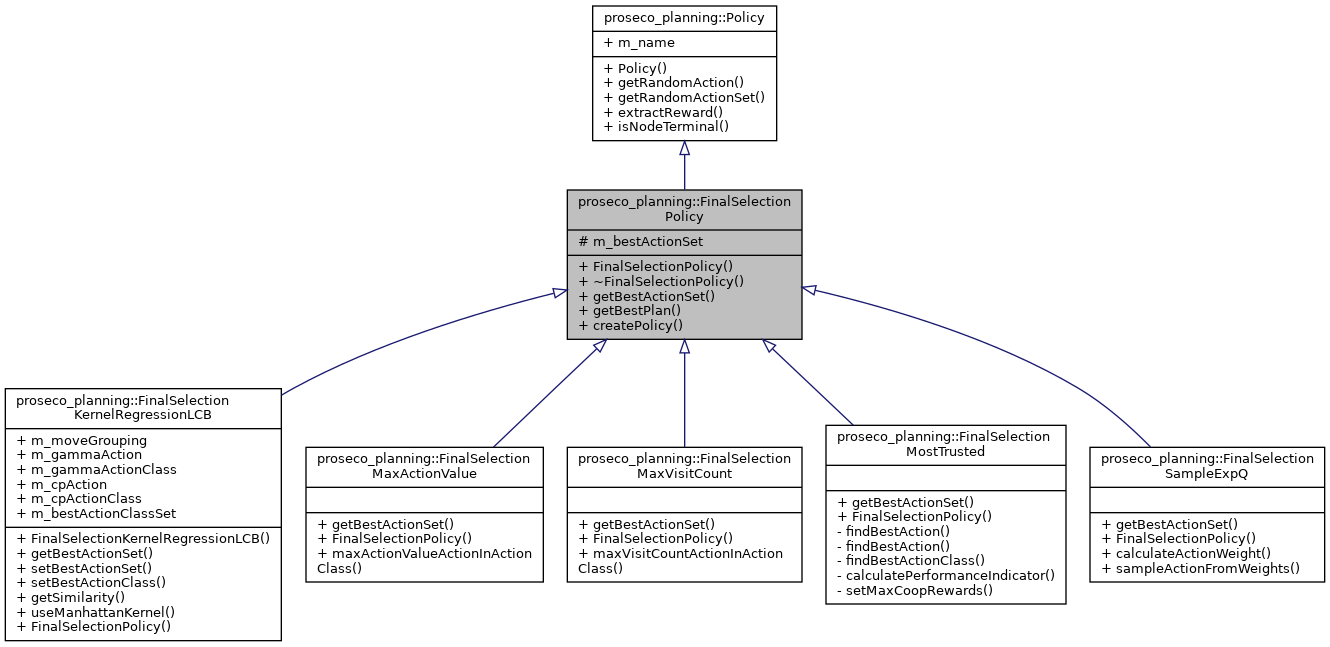 proseco_planning::Policy
+ m_name
+ Policy()
+ getRandomAction()
+ getRandomActionSet()
+ extractReward()
+ isNodeTerminal()
proseco_planning::FinalSelection
Policy
# m_bestActionSet
+ FinalSelectionPolicy()
+ ~FinalSelectionPolicy()
+ getBestActionSet()
+ getBestPlan()
+ createPolicy()
proseco_planning::FinalSelection
KernelRegressionLCB
+ m_moveGrouping
+ m_gammaAction
+ m_gammaActionClass
+ m_cpAction
+ m_cpActionClass
+ m_bestActionClassSet
+ FinalSelectionKernelRegressionLCB()
+ getBestActionSet()
+ setBestActionSet()
+ setBestActionClass()
+ getSimilarity()
+ useManhattanKernel()
+ FinalSelectionPolicy()
proseco_planning::FinalSelection
MaxActionValue
+ getBestActionSet()
+ FinalSelectionPolicy()
+ maxActionValueActionInAction
Class()
proseco_planning::FinalSelection
MaxVisitCount
+ getBestActionSet()
+ FinalSelectionPolicy()
+ maxVisitCountActionInAction
Class()
proseco_planning::FinalSelection
MostTrusted
+ getBestActionSet()
+ FinalSelectionPolicy()
- findBestAction()
- findBestAction()
- findBestActionClass()
- calculatePerformanceIndicator()
- setMaxCoopRewards()
proseco_planning::FinalSelection
SampleExpQ
+ getBestActionSet()
+ FinalSelectionPolicy()
+ calculateActionWeight()
+ sampleActionFromWeights()